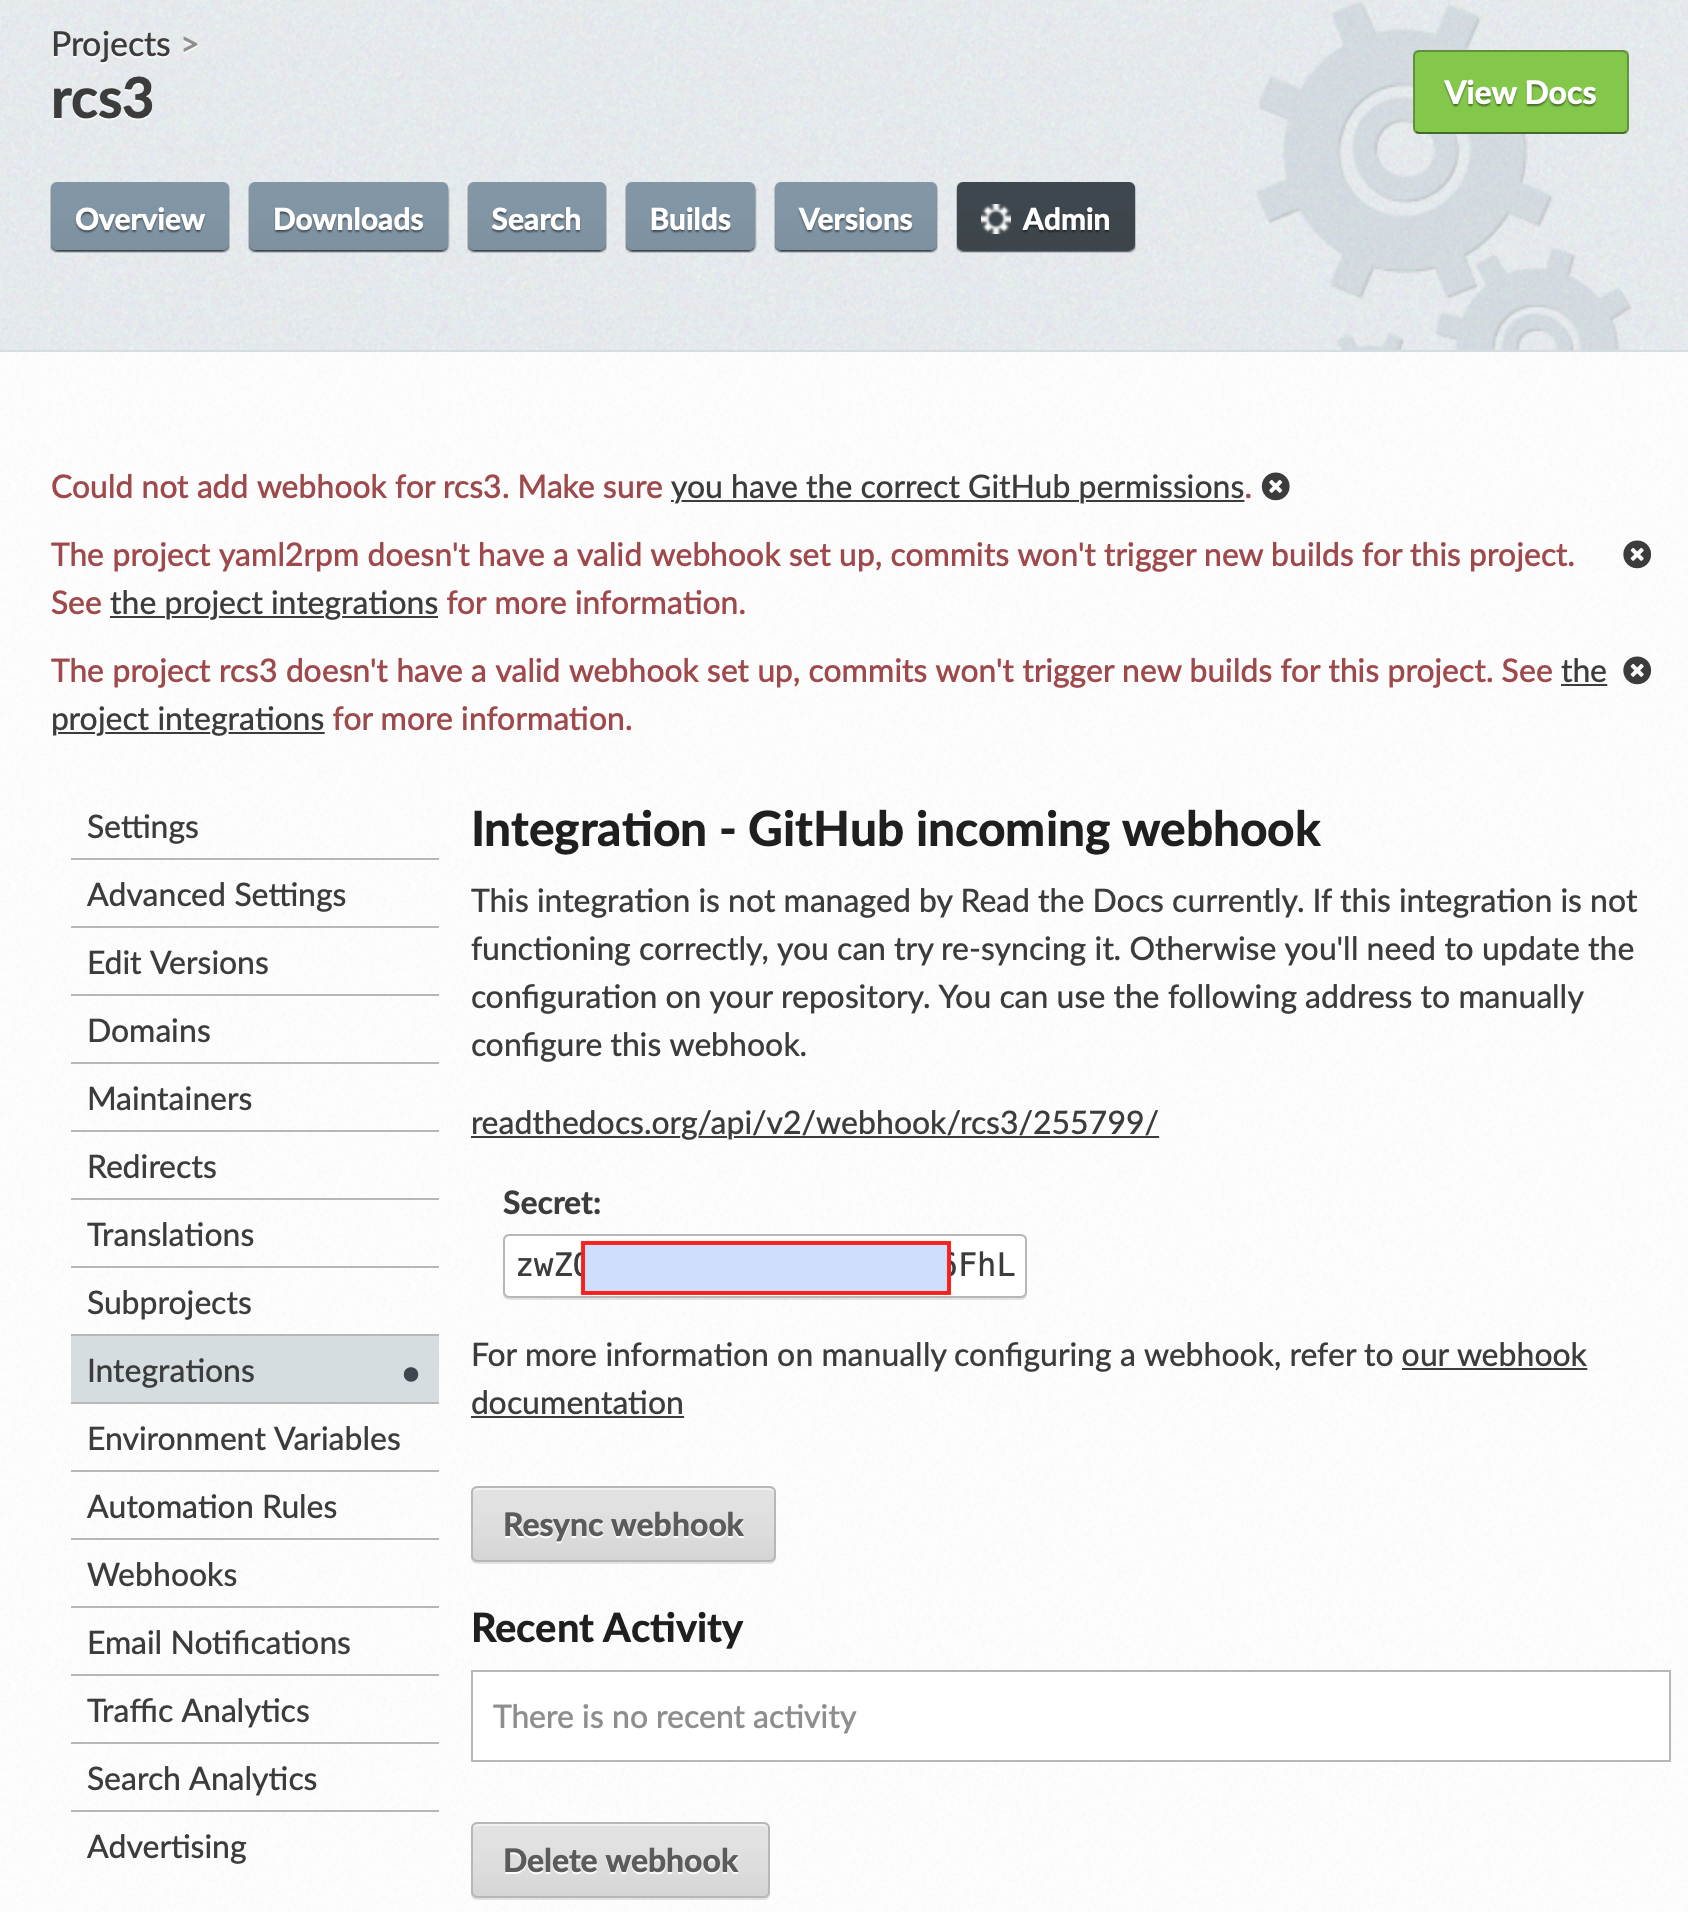 Projects >
rcs3
View Docs
Overview
Downloads
Search
Builds
Versions
Admin
Could not add webhook for rcs3. Make sure you have the correct GitHub permissions.
The project yaml2rpm doesn't have a valid webhook set up, commits won't trigger new builds for this project.
See the project integrations for more information.
The project rcs3 doesn't have a valid webhook set up, commits won't trigger new builds for this project. See the
project integrations for more information.
Settings
Advanced Settings
Edit Versions
Domains
Maintainers
Redirects
Translations
Subprojects
Integrations
Environment Variables
Automation Rules
Webhooks
Email Notifications
Traffic Analytics
Search Analytics
Advertising
Integration - GitHub incoming webhook
This integration is not managed by Read the Docs currently. If this integration is not
functioning correctly, you can try re-syncing it. Otherwise you'll need to update the
configuration on your repository. You can use the following address to manually
configure this webhook.
readthedocs.org/api/v2/webhook/rcs3/255799/
Secret:
zwZ FhL
For more information on manually configuring a webhook, refer to our webhook
documentation
Resync webhook
Recent Activity
There is no recent activity
Delete webhook